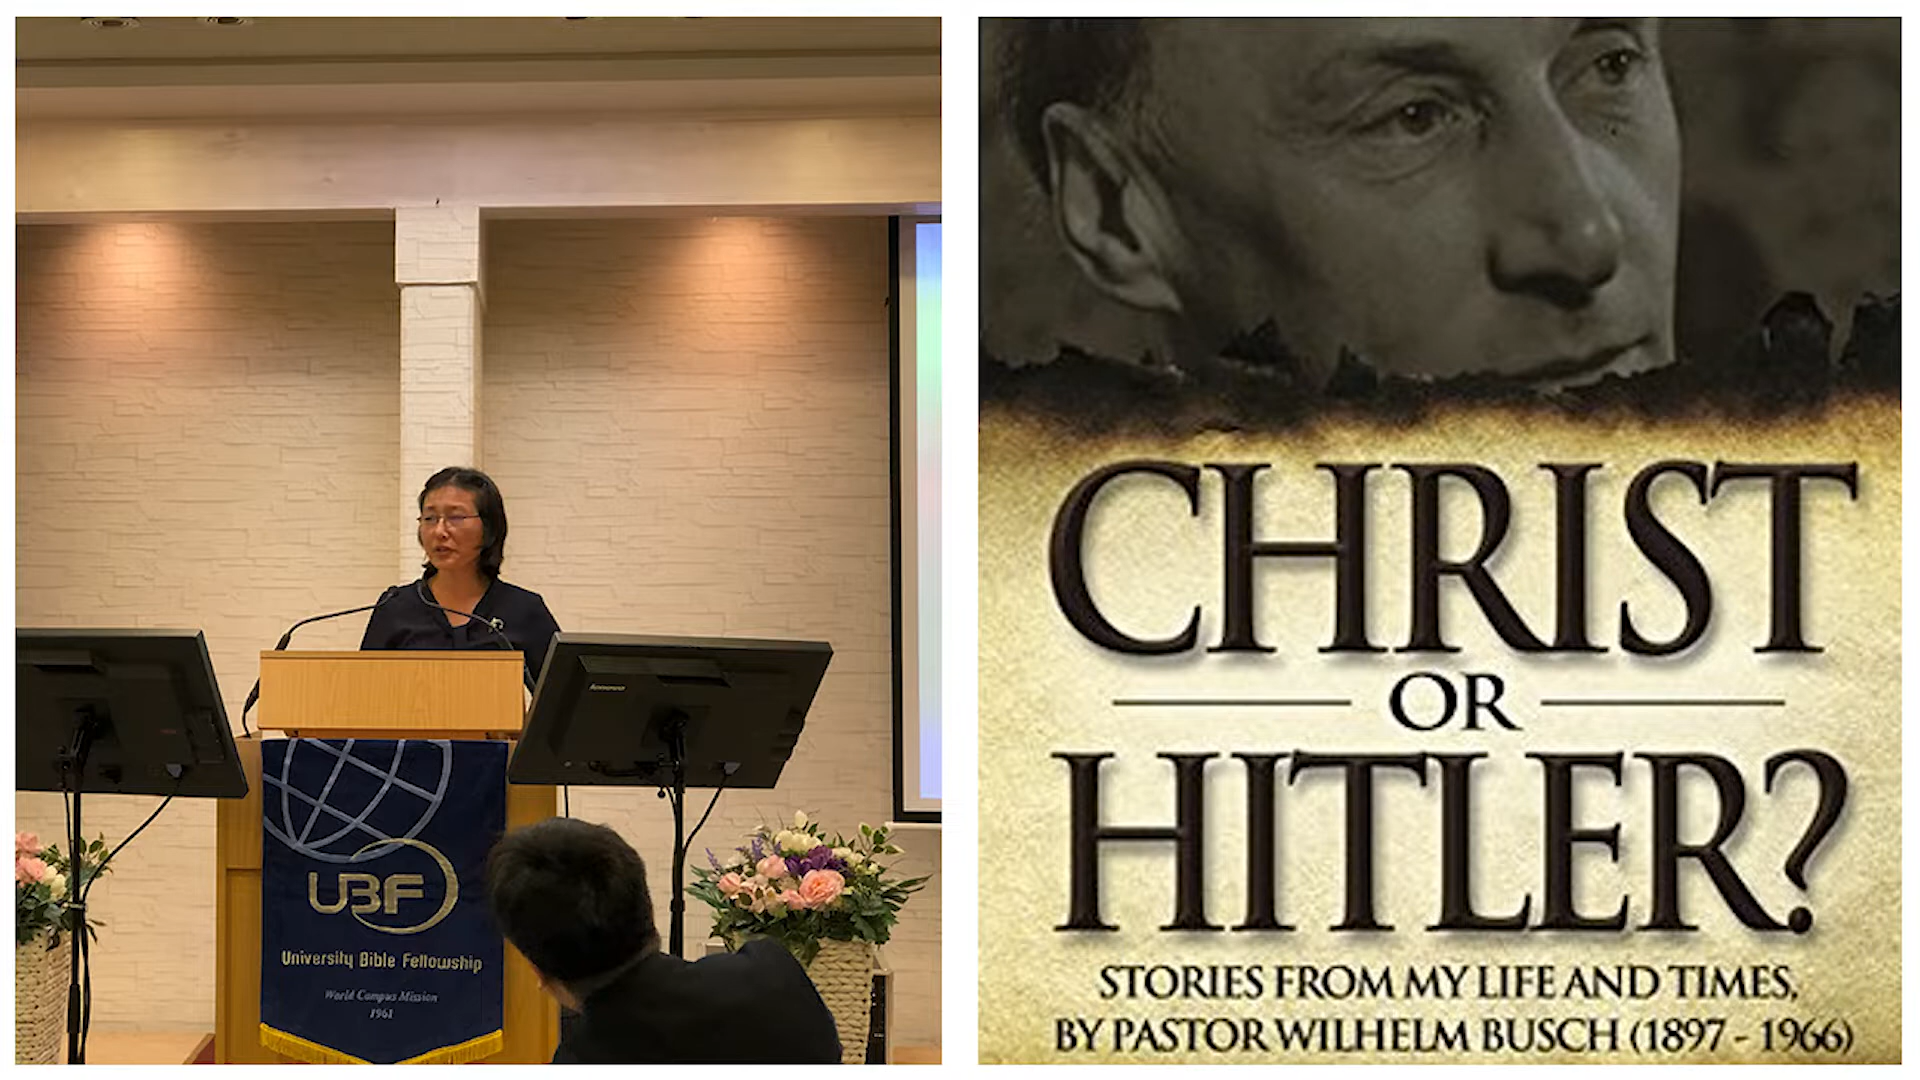 lenovo
UBF
University Bible Fellowship
World Campus Mission
1961
CHRIST
OR
HITLER?
STORIES FROM MY LIFE AND TIMES,
BY PASTOR WILHELM BUSCH (1897 - 1966)